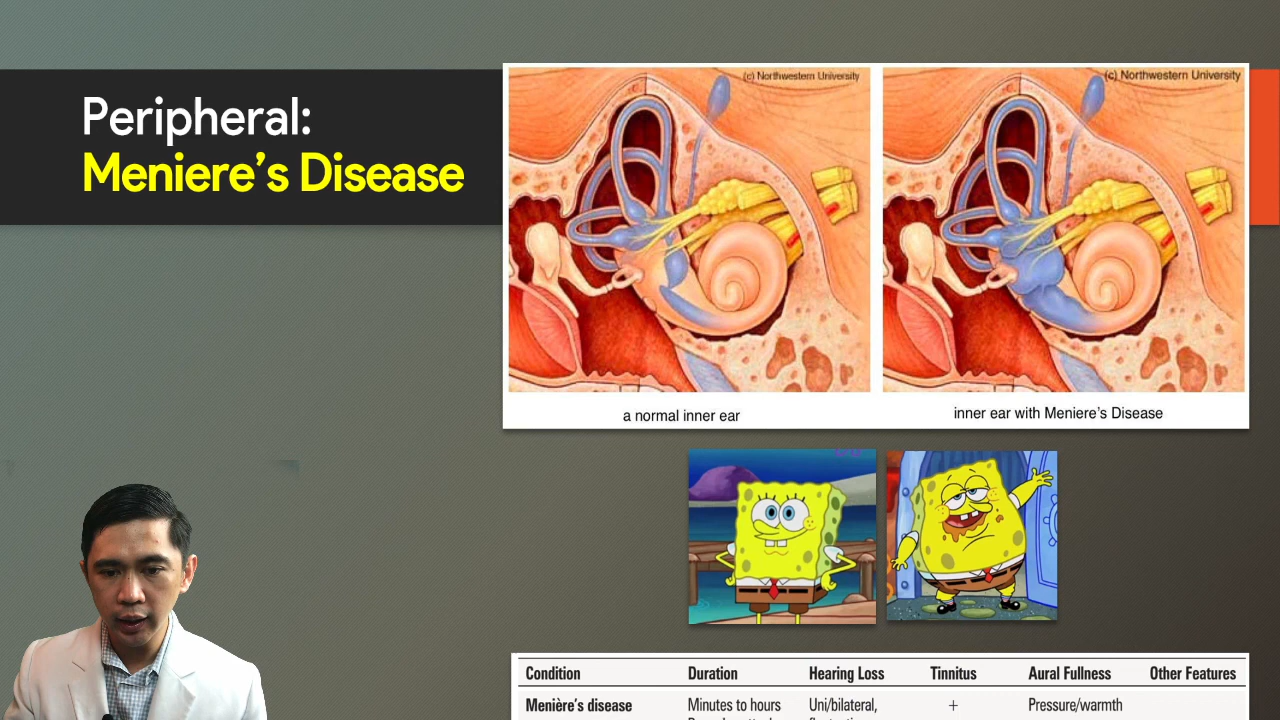 Peripheral:
Meniere’s Disease
(c) Northwestern University
(c) Northwestern University
a normal inner ear
inner ear with Meniere's Disease
Condition Duration Hearing Loss Tinnitus Aural Fullness Other Features
Menière's disease Minutes to hours Uni/bilateral, + Pressure/warmth